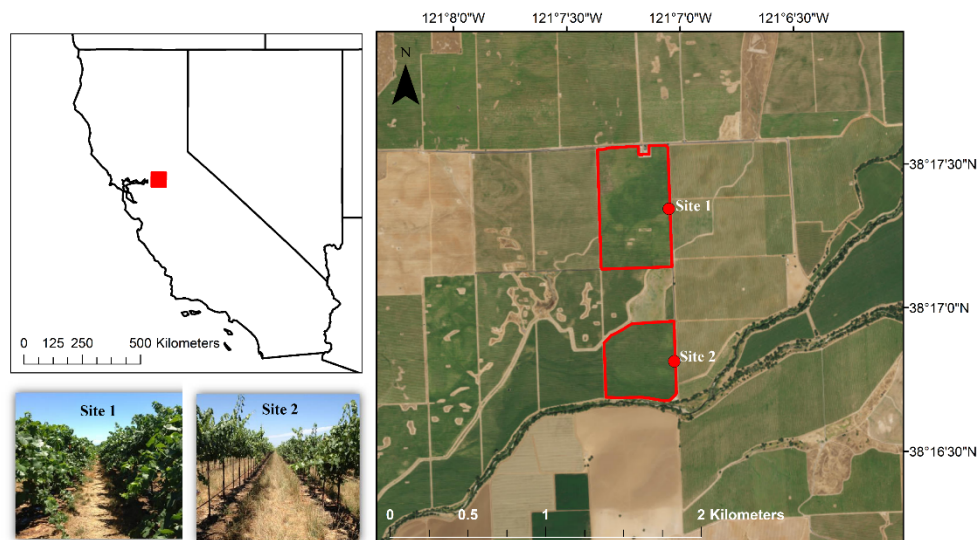 121°8'0"W 121°7'30"W 121°7'0"W 121°6'30"W
N
38°17'30"N
Site 1
38°17'0"N
Site 2
38°16'30"N
0 0.5 1 2 Kilometers
0 125 250 500 Kilometers
Site 1
Site 2